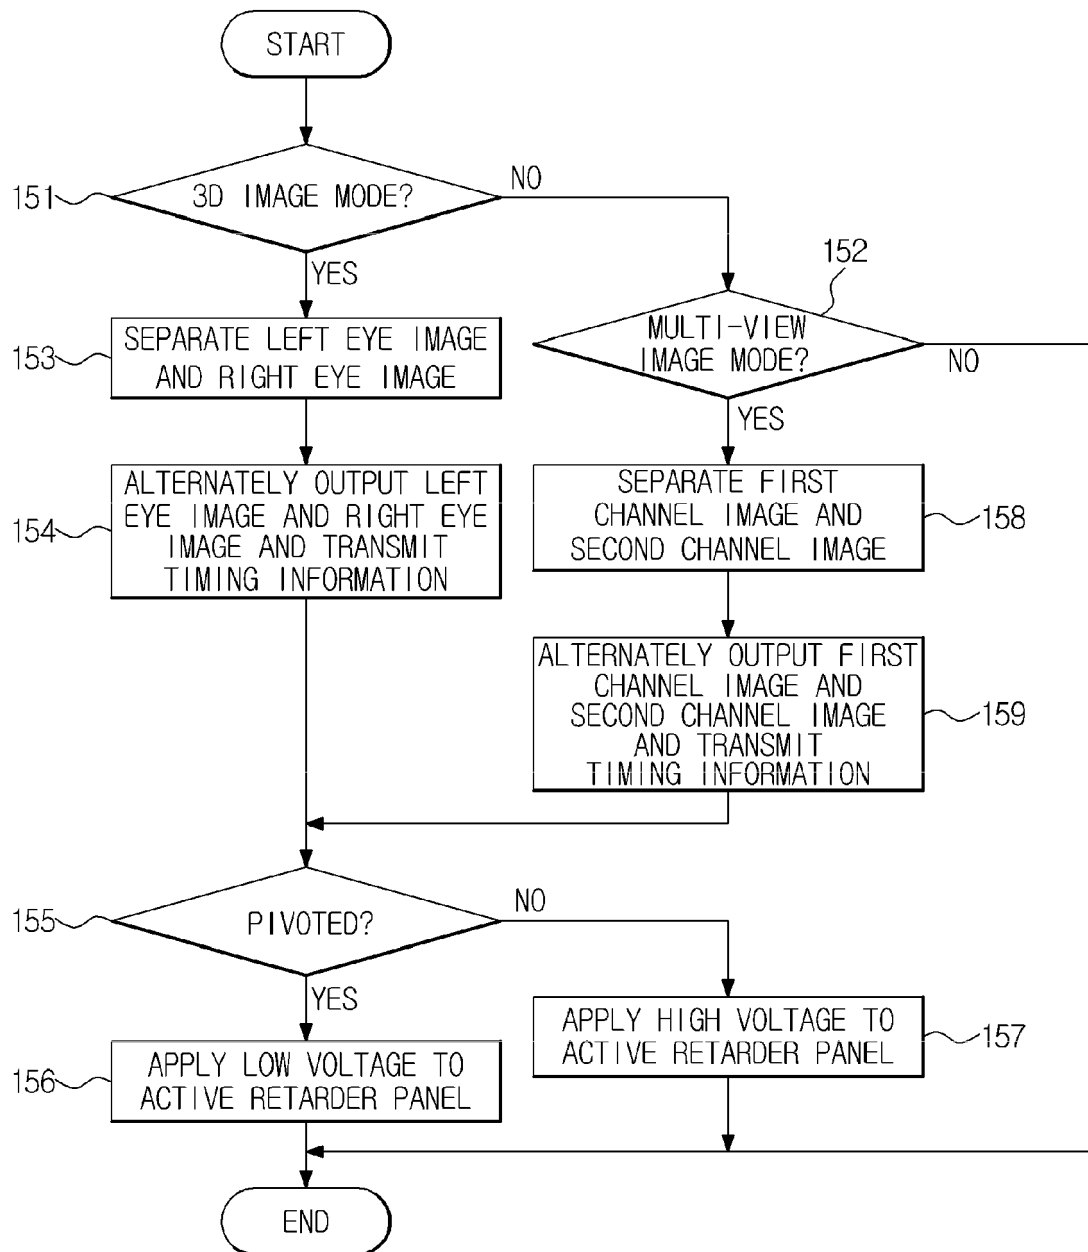 START
151
3D IMAGE MODE?
NO
YES
152
MULTI-VIEW
IMAGE MODE?
NO
YES
153
SEPARATE LEFT EYE IMAGE
AND RIGHT EYE IMAGE
154
ALTERNATELY OUTPUT LEFT
EYE IMAGE AND RIGHT EYE
IMAGE AND TRANSMIT
TIMING INFORMATION
SEPARATE FIRST
CHANNEL IMAGE AND
SECOND CHANNEL IMAGE
158
ALTERNATELY OUTPUT FIRST
CHANNEL IMAGE AND
SECOND CHANNEL IMAGE
AND TRANSMIT
TIMING INFORMATION
159
155
PIVOTED?
NO
YES
156
APPLY LOW VOLTAGE TO
ACTIVE RETARDER PANEL
APPLY HIGH VOLTAGE TO
ACTIVE RETARDER PANEL
157
END